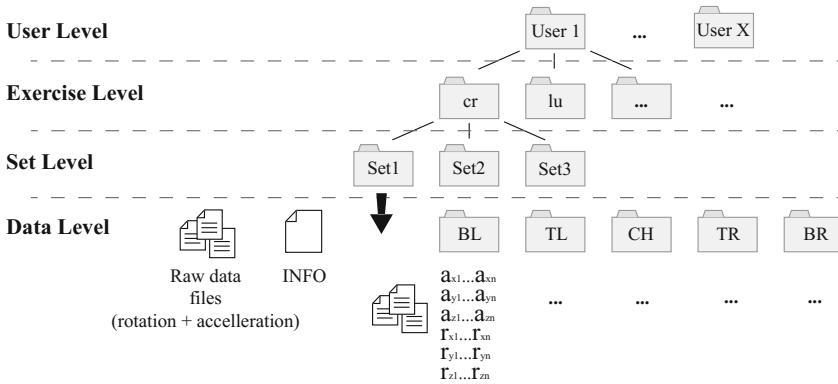 User Level
User 1
...
User X
Exercise Level
cr
lu
...
...
Set Level
Set1
Set2
Set3
Data Level
BL
TL
CH
TR
BR
Raw data
files
(rotation + accelleration)
INFO
ax1...axn
ay1...ayn
az1...azn
rx1...rxn
ry1...ryn
rz1...rzn
...
...
...
...